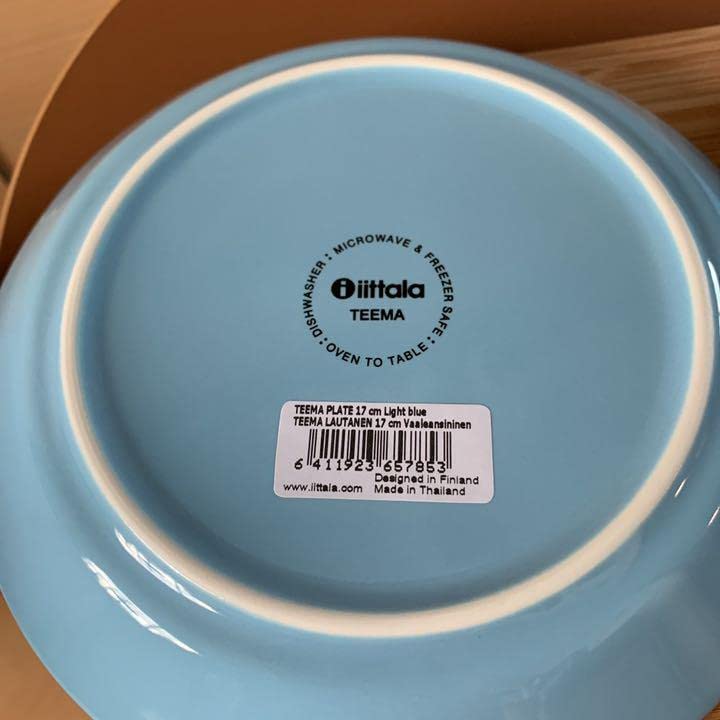 DISHWASHER : MICROWAVE & FREEZER SAFE :
iittala
TEEMA
OVEN TO TABLE :
TEEMA PLATE 17 cm Light blue
TEEMA LAUTANEN 17 cm Vaaleansininen
6 411923 657853
Designed in Finland
www.iittala.com Made in Thailand